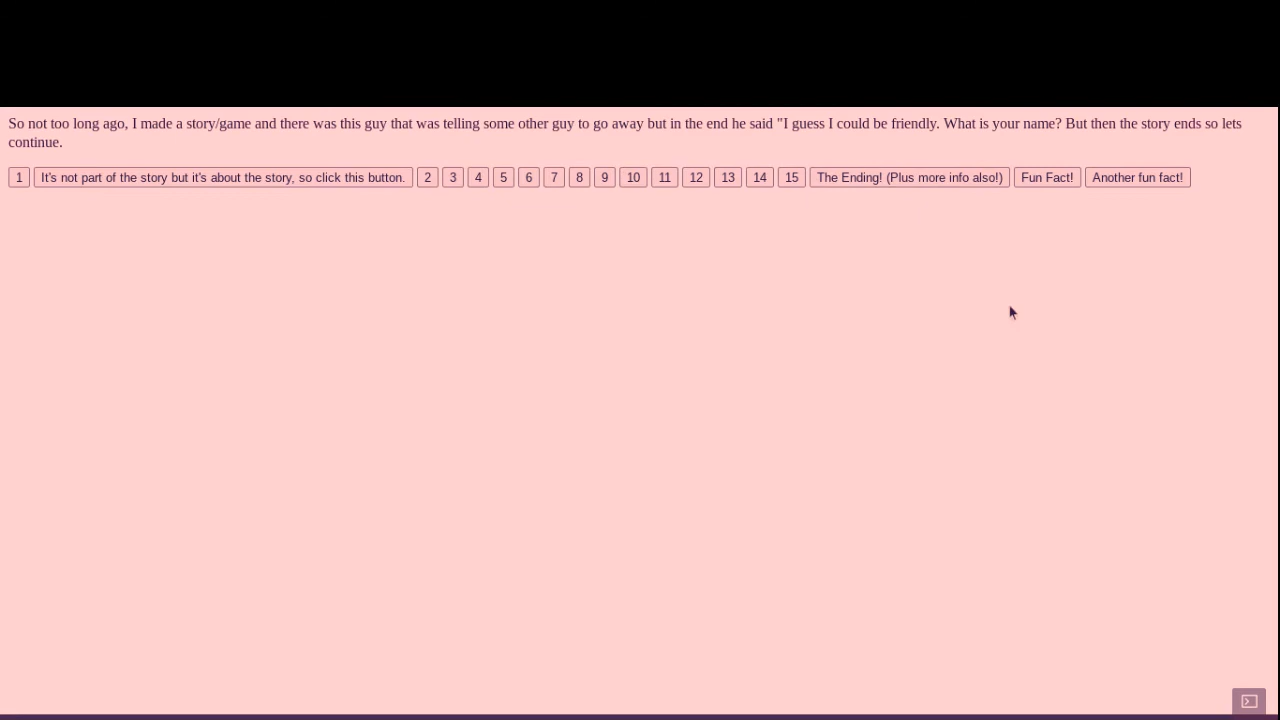 So not too long ago, I made a story/game and there was this guy that was telling some other guy to go away but in the end he said "I guess I could be friendly. What is your name? But then the story ends so lets
continue.
1 It's not part of the story but it's about the story, so click this button. 2 3 4 5 6 7 8 9 10 11 12 13 14 15 The Ending! (Plus more info also!) Fun Fact! Another fun fact!